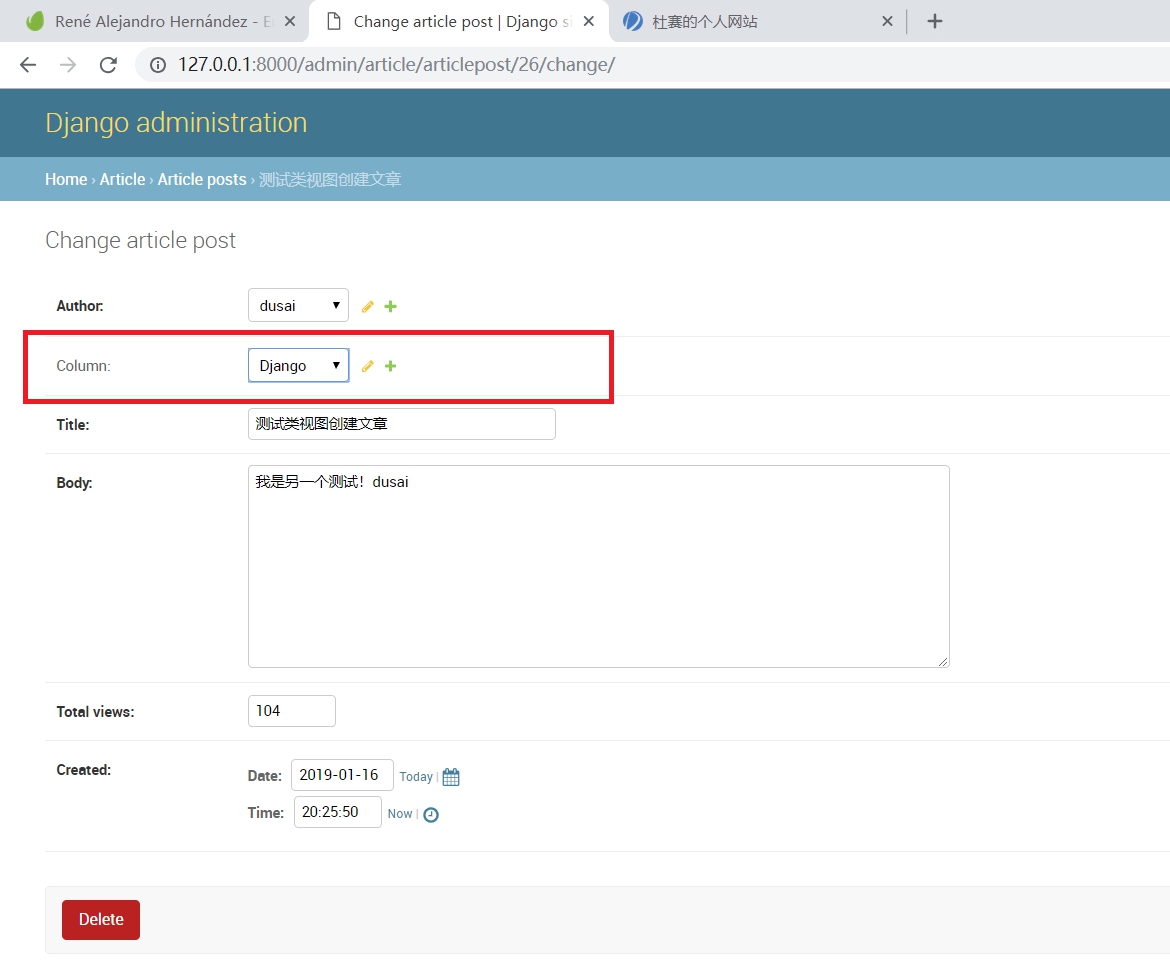 René Alejandro Hernández - E
Change article post | Django si
杜赛的个人网站
127.0.0.1:8000/admin/article/articlepost/26/change/
Django administration
Home › Article › Article posts › 测试类视图创建文章
Change article post
Author: dusai
Column: Django
Title: 测试类视图创建文章
Body: 我是另一个测试！dusai
Total views: 104
Created: Date: 2019-01-16 Today |
Time: 20:25:50 Now |
Delete